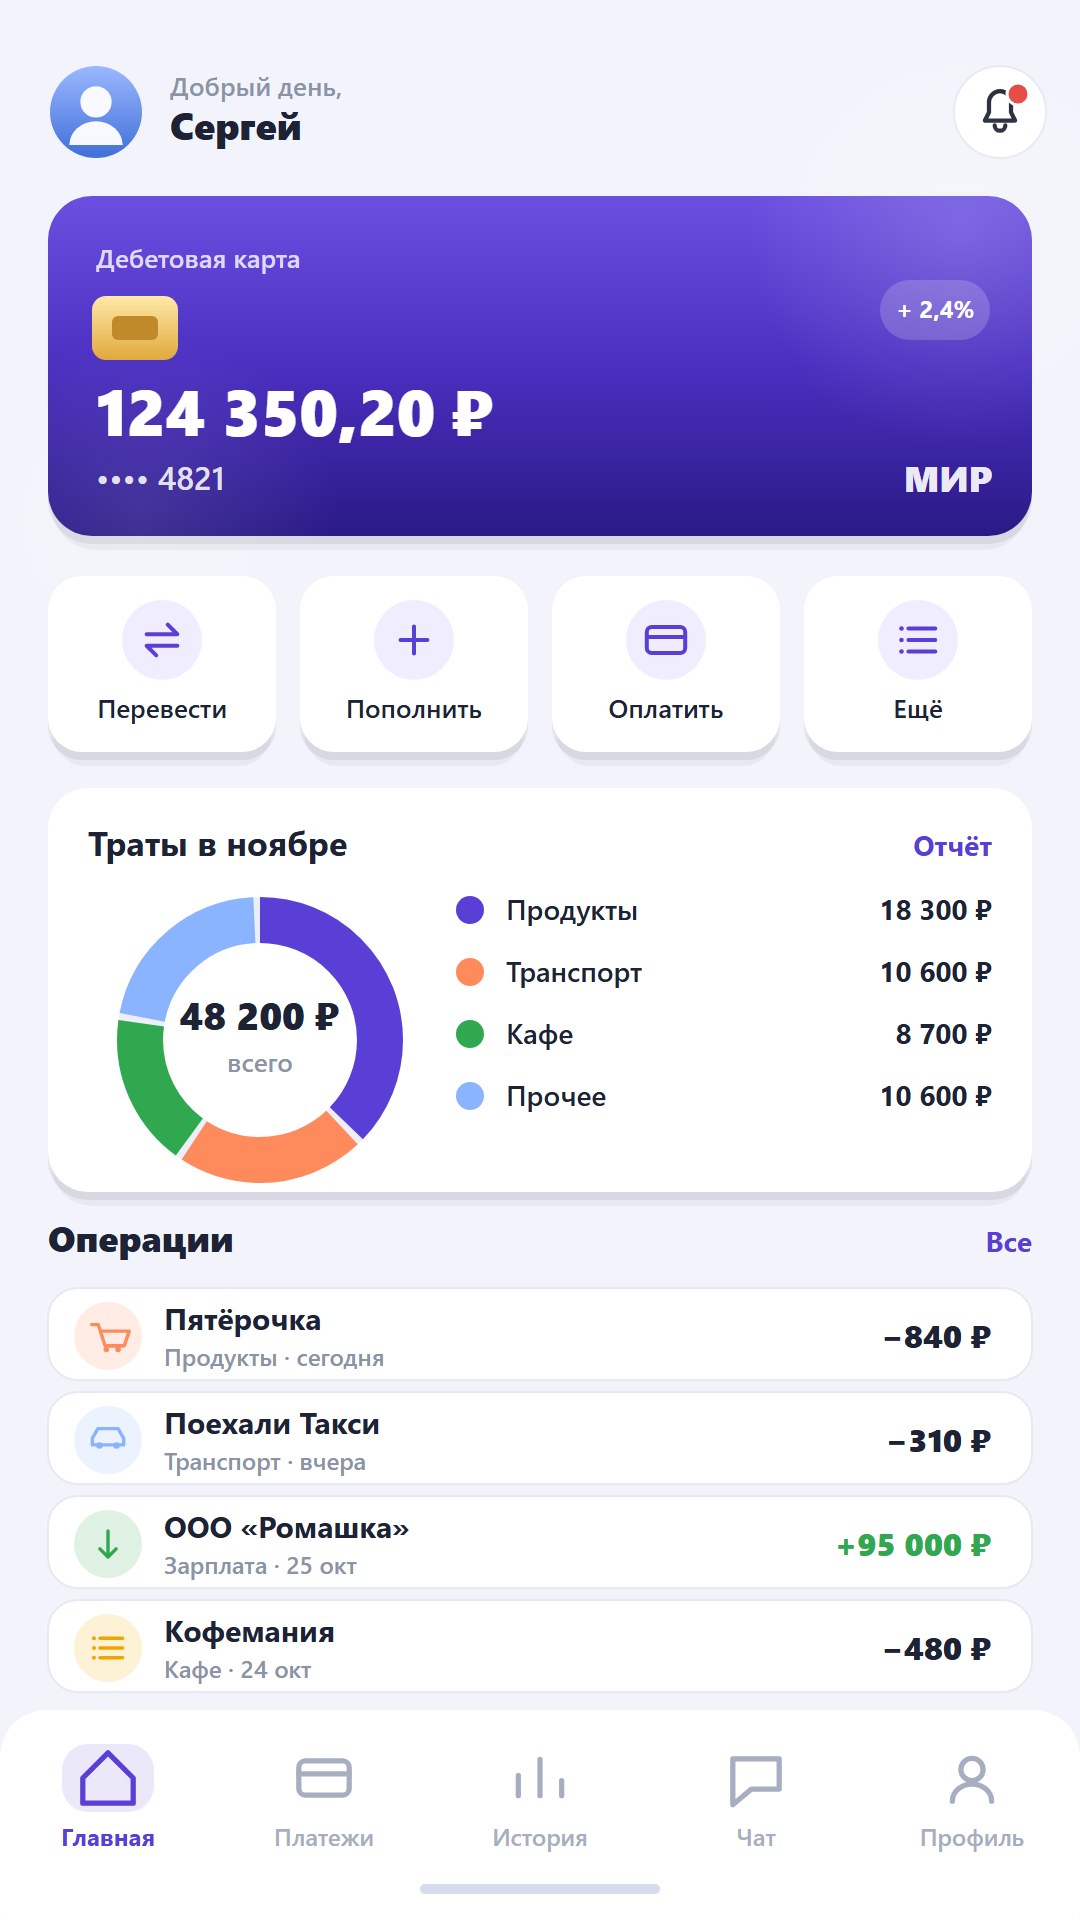 Добрый день,
Сергей
Дебетовая карта
+ 2,4%
124 350,20 ₽
•••• 4821
МИР
Перевести
Пополнить
Оплатить
Ещё
Траты в ноябре
Отчёт
48 200 ₽
всего
Продукты 18 300 ₽
Транспорт 10 600 ₽
Кафе 8 700 ₽
Прочее 10 600 ₽
Операции
Все
Пятёрочка
Продукты · сегодня
−840 ₽
Поехали Такси
Транспорт · вчера
−310 ₽
ООО «Ромашка»
Зарплата · 25 окт
+95 000 ₽
Кофемания
Кафе · 24 окт
−480 ₽
Главная
Платежи
История
Чат
Профиль